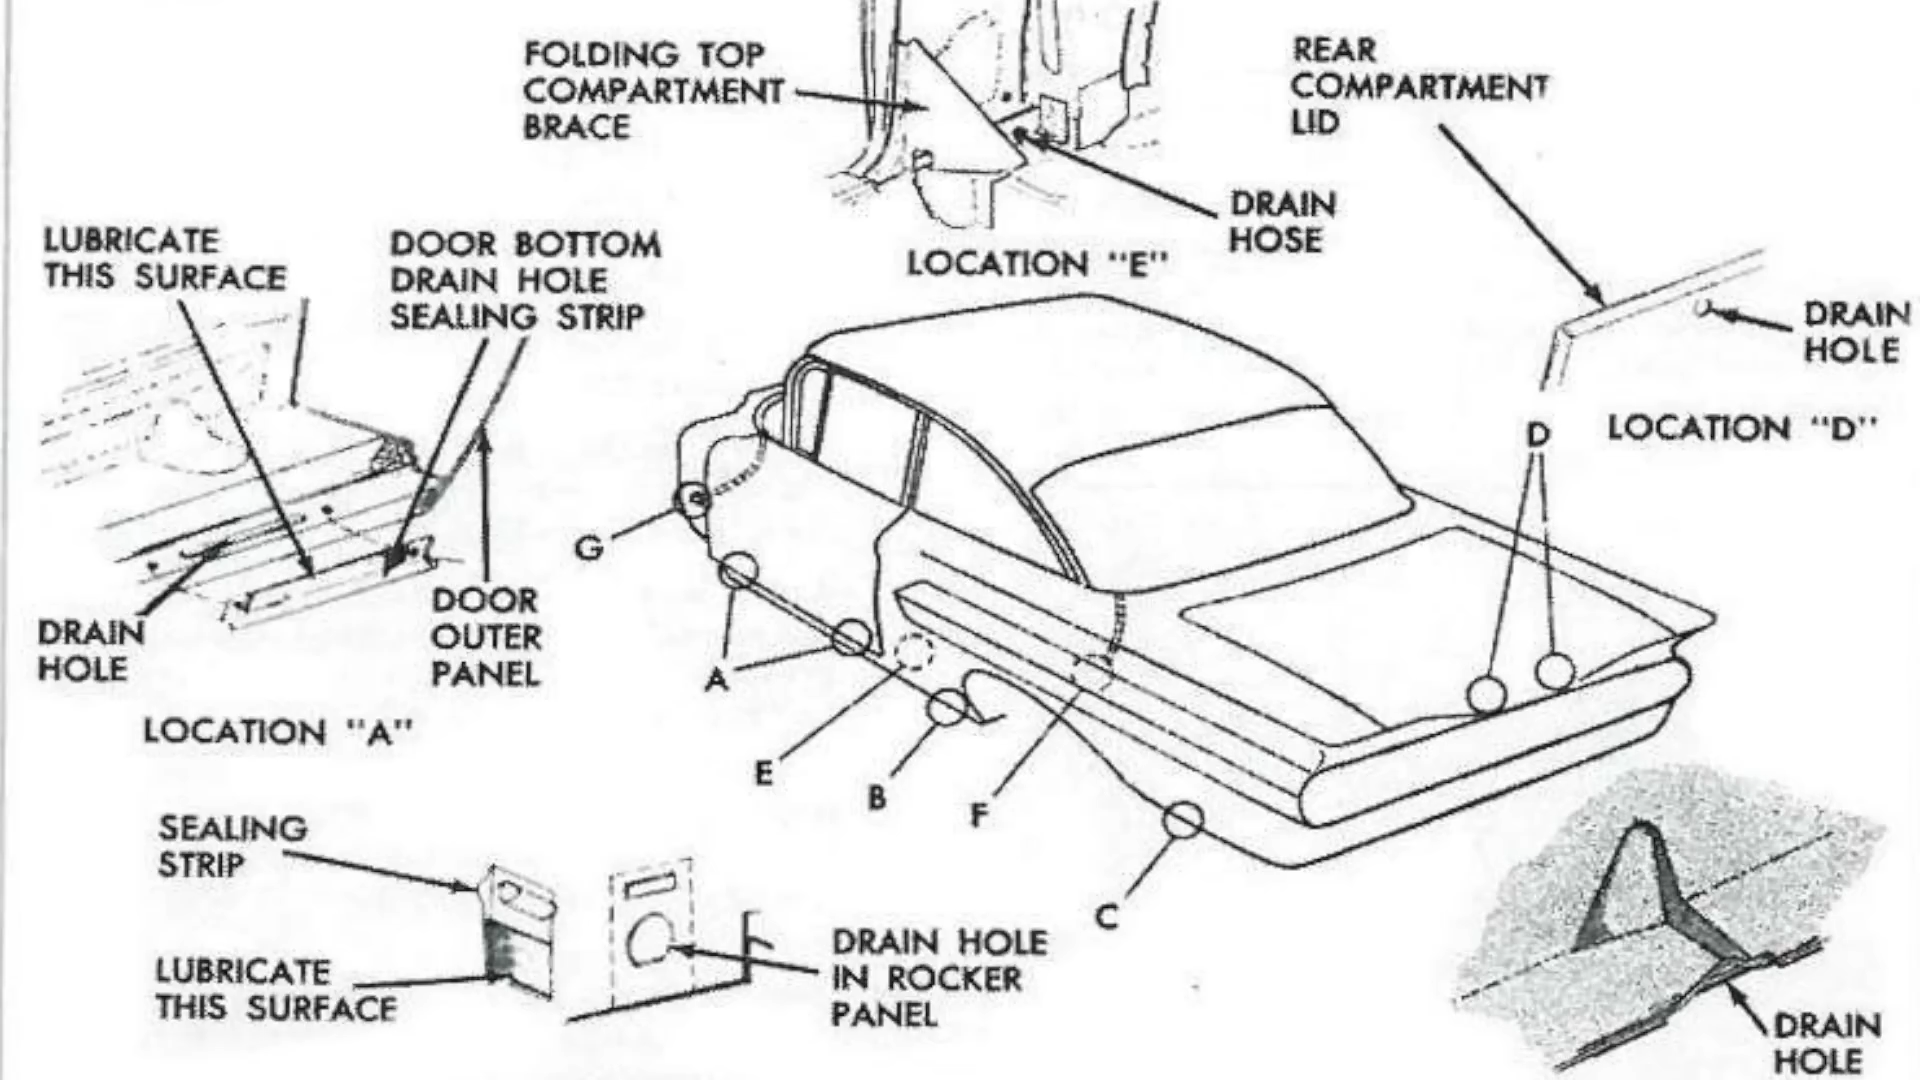 FOLDING TOP
COMPARTMENT
BRACE
REAR
COMPARTMENT
LID
DRAIN
HOSE
LOCATION "E"
LUBRICATE
THIS SURFACE
DOOR BOTTOM
DRAIN HOLE
SEALING STRIP
DRAIN
HOLE
D
LOCATION "D"
G
DOOR
OUTER
PANEL
DRAIN
HOLE
A
LOCATION "A"
E
B
F
C
SEALING
STRIP
LUBRICATE
THIS SURFACE
DRAIN HOLE
IN ROCKER
PANEL
DRAIN
HOLE